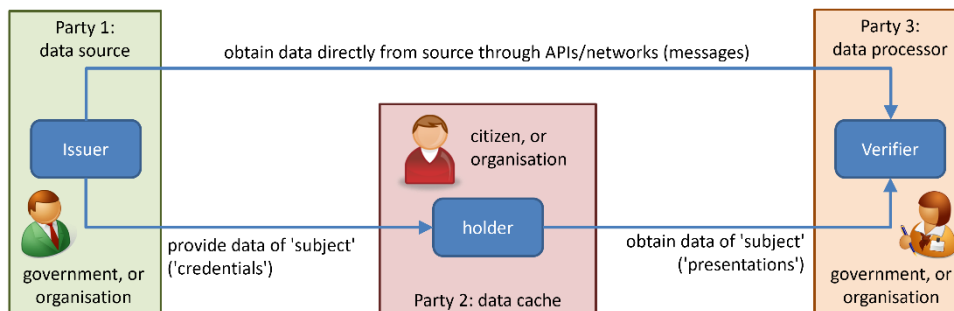 Party 1:
data source
obtain data directly from source through APIs/networks (messages)
Party 3:
data processor
Issuer
citizen, or
organisation
Verifier
holder
provide data of 'subject'
('credentials')
obtain data of 'subject'
('presentations')
government, or
organisation
Party 2: data cache
government, or
organisation